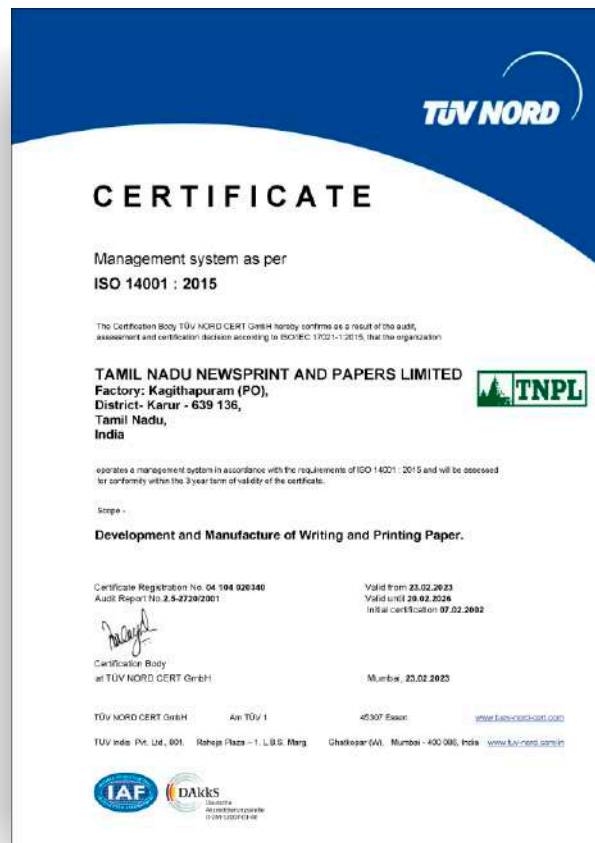 TÜV NORD
CERTIFICATE
Management system as per
ISO 14001 : 2015
The Certification Body TÜV NORD CERT GmbH hereby confirms as a result of the audit,
assessment and certification decision according to ISO/IEC 17021-1:2015, that the organization
TAMIL NADU NEWSPRINT AND PAPERS LIMITED
Factory: Kagithapuram (PO),
District- Karur - 639 136,
Tamil Nadu,
India
TNPL
operates a management system in accordance with the requirements of ISO 14001 : 2015 and will be assessed
for conformity within the 3 year term of validity of the certificate.
Scope -
Development and Manufacture of Writing and Printing Paper.
Certificate Registration No. 04 104 020340
Audit Report No.2.5-2720/2001
Valid from 23.02.2023
Valid until 20.02.2026
Initial certification 07.02.2002
Certification Body
at TÜV NORD CERT GmbH
Mumbai, 23.02.2023
TÜV NORD CERT GmbH Am TÜV 1 45307 Essen www.tuev-nord-cert.com
TUV India Pvt. Ltd., 801, Raheja Plaza – 1, L.B.S. Marg, Ghatkopar (W), Mumbai - 400 086, India www.tuv-nord.com/in
IAF
DAkkS
Deutsche
Akkreditierungsstelle